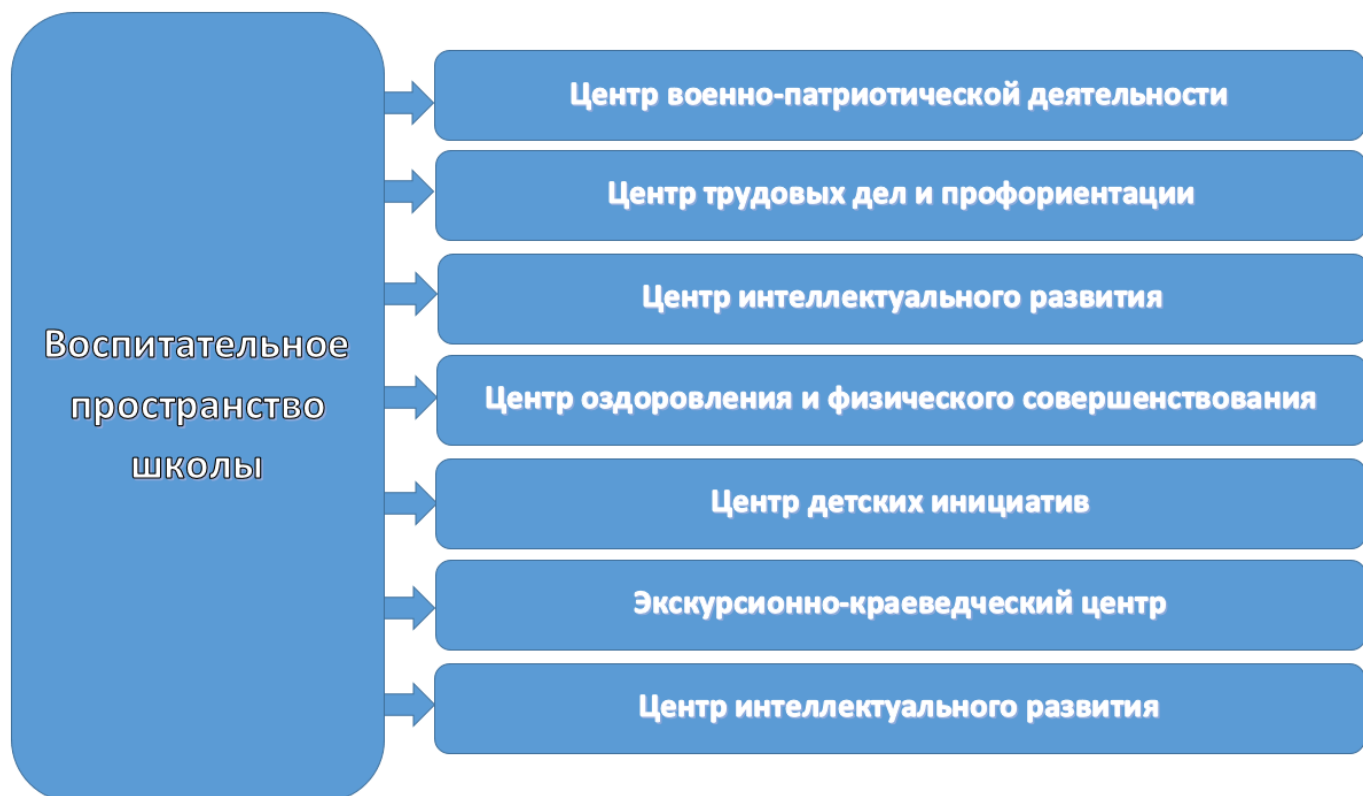 Воспитательное
пространство
школы
Центр военно-патриотической деятельности
Центр трудовых дел и профориентации
Центр интеллектуального развития
Центр оздоровления и физического совершенствования
Центр детских инициатив
Экскурсионно-краеведческий центр
Центр интеллектуального развития